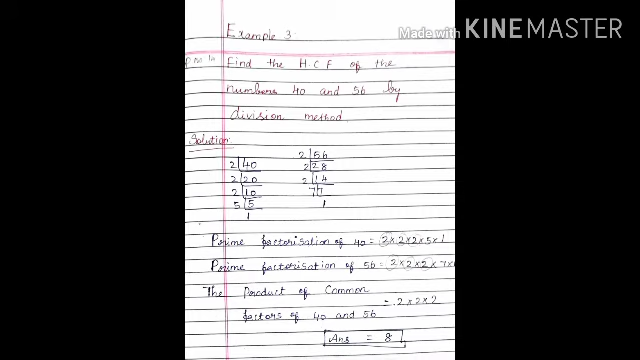 Made with KINEMASTER
Example 3.
P. No 10
Find the H.C.F of the
numbers 40 and 56 by
division method
Solution:
2 | 40
2 | 20
2 | 10
5 | 5
1
2 | 56
2 | 28
2 | 14
7 | 7
1
Prime factorisation of 40 = 2×2×2×5×1
Prime factorisation of 56 = 2×2×2×7×
The Product of Common
factors of 40 and 56 = 2×2×2
Ans = 8